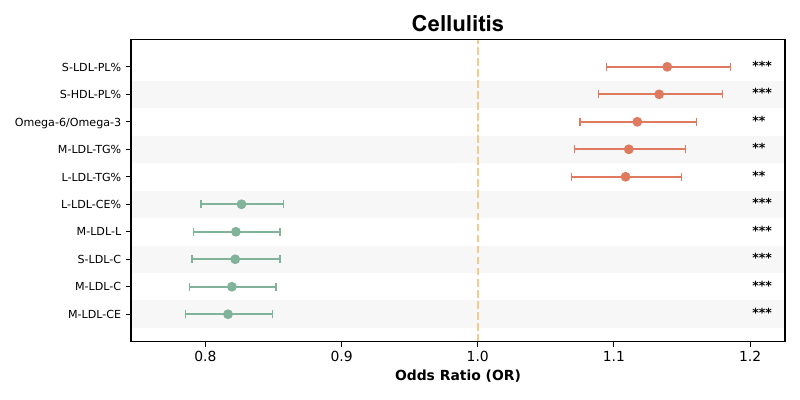 Cellulitis
S-LDL-PL% ***
S-HDL-PL% ***
Omega-6/Omega-3 **
M-LDL-TG% **
L-LDL-TG% **
L-LDL-CE% ***
M-LDL-L ***
S-LDL-C ***
M-LDL-C ***
M-LDL-CE ***
0.8 0.9 1.0 1.1 1.2
Odds Ratio (OR)